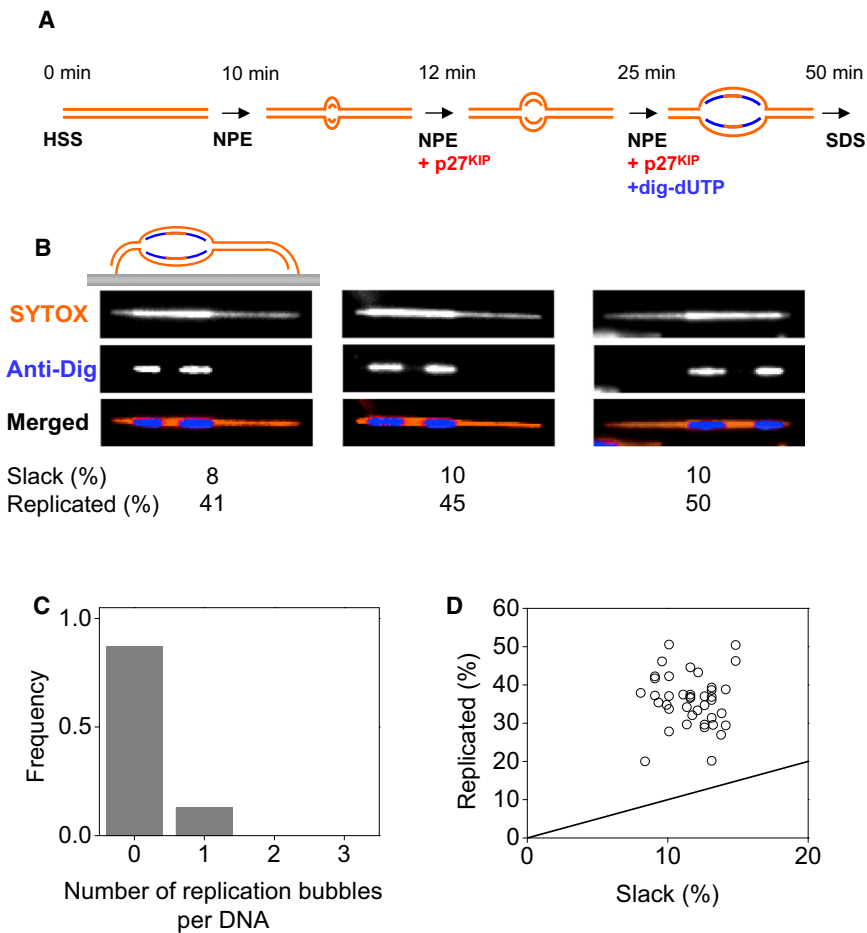 A
0 min 10 min 12 min 25 min 50 min
HSS NPE NPE NPE SDS
+ p27KIP + p27KIP
+dig-dUTP
B
SYTOX
Anti-Dig
Merged
Slack (%) 8 10 10
Replicated (%) 41 45 50
C
1.0
0.5
0.0
Frequency
0 1 2 3
Number of replication bubbles
per DNA
D
60
50
40
30
20
10
0
Replicated (%)
0 10 20
Slack (%)